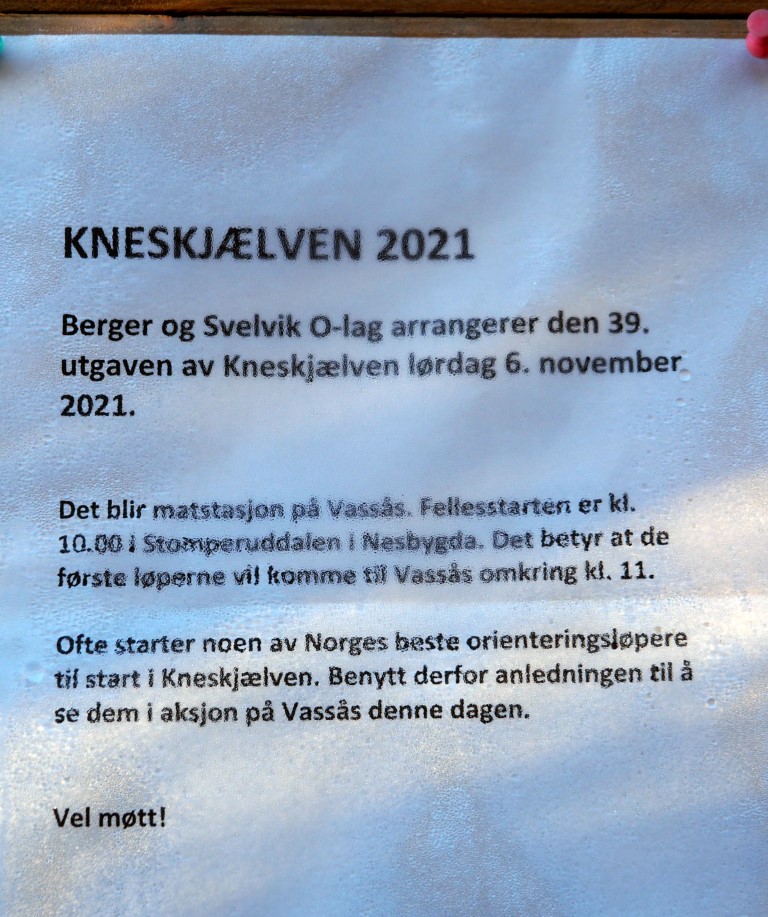 KNESKJÆLVEN 2021
Berger og Svelvik O-lag arrangerer den 39.
utgaven av Kneskjælven lørdag 6. november
2021.
Det blir matstasjon på Vassås. Fellesstarten er kl.
10.00 i Stomperuddalen i Nesbygda. Det betyr at de
første løperne vil komme til Vassås omkring kl. 11.
Ofte starter noen av Norges beste orienteringsløpere
til start i Kneskjælven. Benytt derfor anledningen til å
se dem i aksjon på Vassås denne dagen.
Vel møtt!